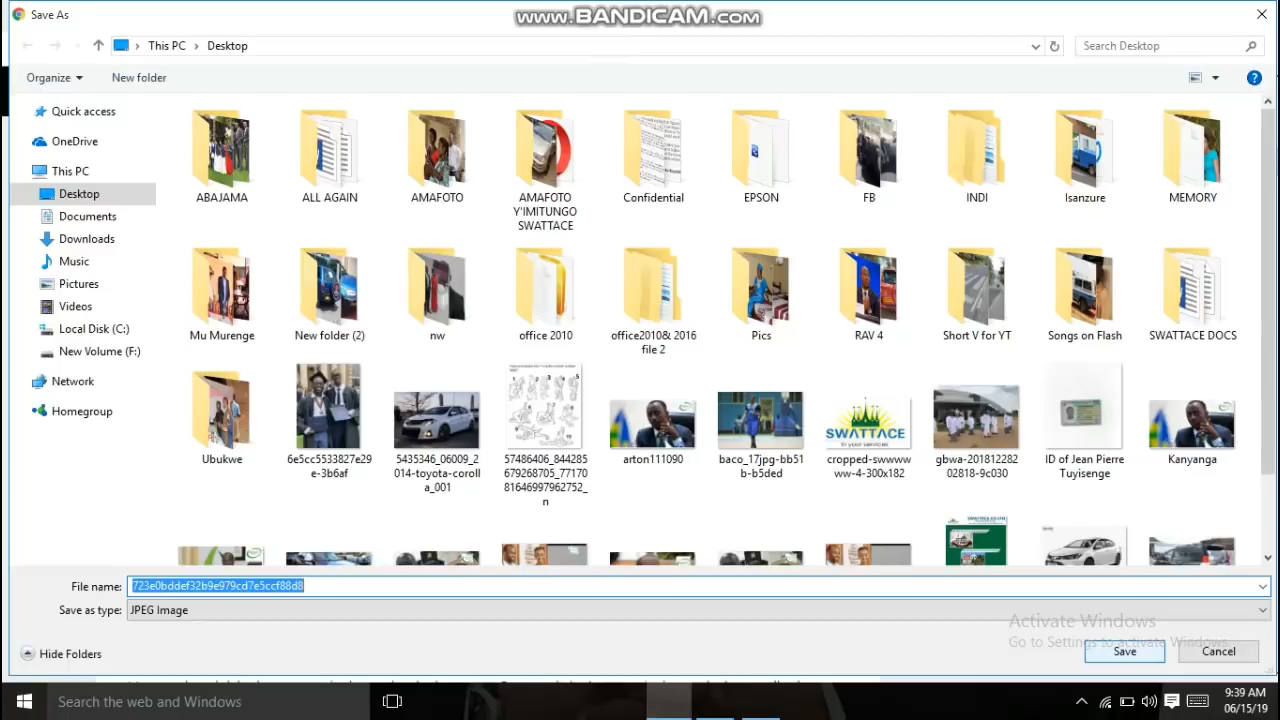 Save As
www.BANDICAM.com
This PC
Desktop
Search Desktop
Organize
New folder
Quick access
OneDrive
This PC
Desktop
Documents
Downloads
Music
Pictures
Videos
Local Disk (C:)
New Volume (F:)
Network
Homegroup
ABAJAMA
ALL AGAIN
AMAFOTO
AMAFOTO
Y'IMITUNGO
SWATTACE
Confidential
EPSON
FB
INDI
Isanzure
MEMORY
Mu Murenge
New folder (2)
nw
office 2010
office2010& 2016
file 2
Pics
RAV 4
Short V for YT
Songs on Flash
SWATTACE DOCS
Ubukwe
6e5cc5533827e29
e-3b6af
5435346_06009_2
014-toyota-coroll
a_001
57486406_844285
679268705_77170
81646997962752_
n
arton111090
baco_17jpg-bb51
b-b5ded
SWATTACE
To your services
cropped-swwww
ww-4-300x182
gbwa-201812282
02818-9c030
ID of Jean Pierre
Tuyisenge
Kanyanga
File name:
723e0bddef32b9e979cd7e5ccf88d8
Save as type:
JPEG Image
Activate Windows
Go to Settings to activate Windows.
Hide Folders
Save
Cancel
Search the web and Windows
9:39 AM
06/15/19